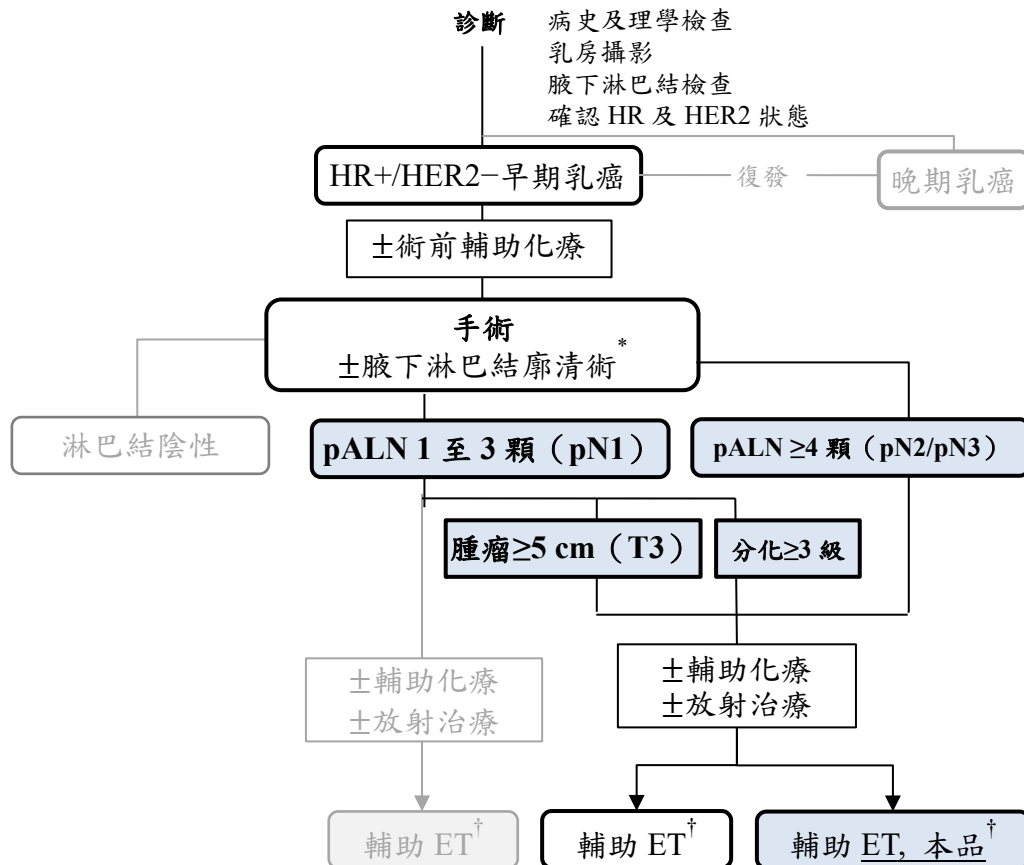 診斷
病史及理學檢查
乳房攝影
腋下淋巴結檢查
確認 HR 及 HER2 狀態
HR+/HER2−早期乳癌
復發
晚期乳癌
±術前輔助化療
手術
±腋下淋巴結廓清術*
淋巴結陰性
pALN 1 至 3 顆（pN1）
pALN ≥4 顆（pN2/pN3）
腫瘤≥5 cm（T3）
分化≥3 級
±輔助化療
±放射治療
±輔助化療
±放射治療
輔助 ET†
輔助 ET†
輔助 ET, 本品†